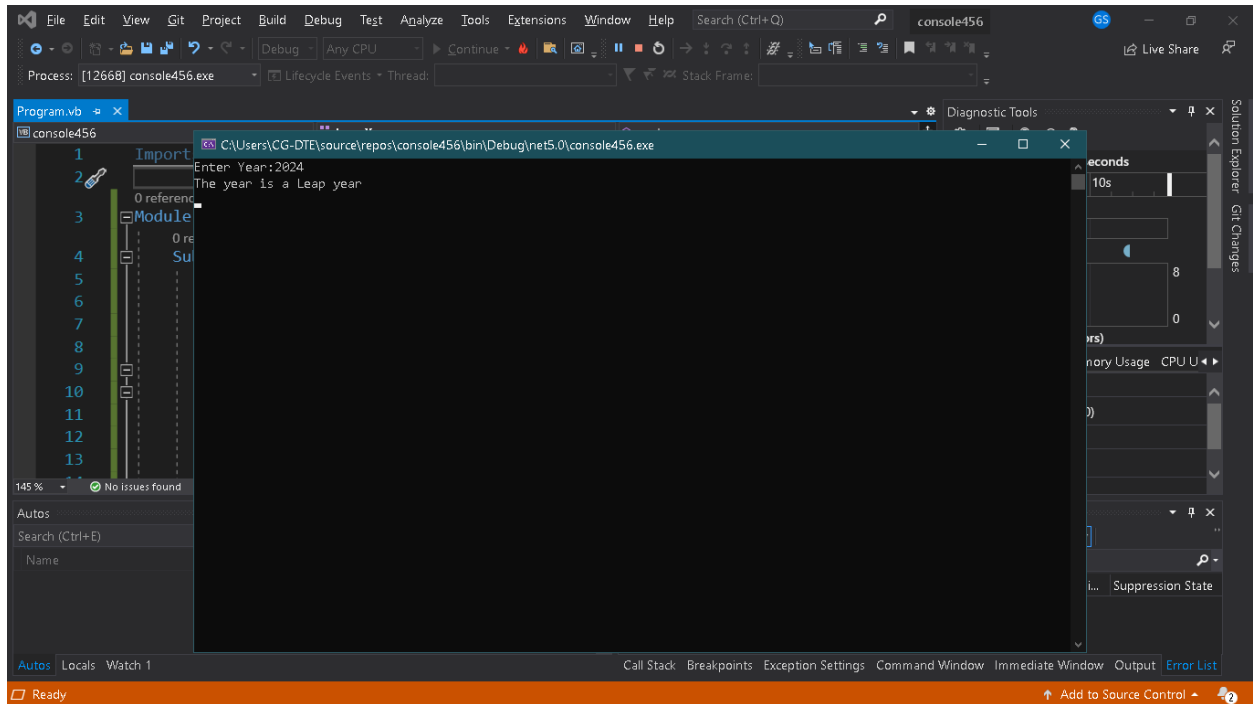 File Edit View Git Project Build Debug Test Analyze Tools Extensions Window Help Search (Ctrl+Q) console456 GS
Debug Any CPU Continue Live Share
Process: [12668] console456.exe Lifecycle Events Thread: Stack Frame:
Program.vb Diagnostic Tools
console456
C:\Users\CG-DTE\source\repos\console456\bin\Debug\net5.0\console456.exe
Enter Year:2024
The year is a Leap year
1 Import
2
0 referenc
3 Module
0 re
4 Su
5
6
7
8
9
10
11
12
13
145 % No issues found
econds
10s
8
0
ors)
mory Usage CPU U
0)
Solution Explorer
Git Changes
Autos
Search (Ctrl+E)
Name
i... Suppression State
Autos Locals Watch 1
Call Stack Breakpoints Exception Settings Command Window Immediate Window Output Error List
Ready Add to Source Control 2